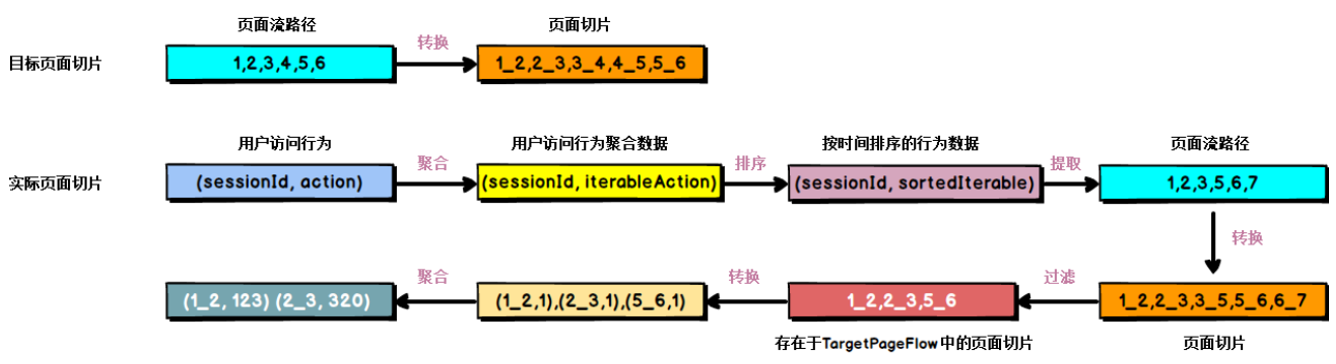 页面流路径
页面切片
转换
目标页面切片
1,2,3,4,5,6
1_2,2_3,3_4,4_5,5_6
用户访问行为
用户访问行为聚合数据
按时间排序的行为数据
页面流路径
聚合
排序
提取
实际页面切片
(sessionId, action)
(sessionId, iterableAction)
(sessionId, sortedIterable)
1,2,3,5,6,7
转换
聚合
转换
过滤
(1_2, 123) (2_3, 320)
(1_2,1),(2_3,1),(5_6,1)
1_2,2_3,5_6
1_2,2_3,3_5,5_6,6_7
存在于TargetPageFlow中的页面切片
页面切片